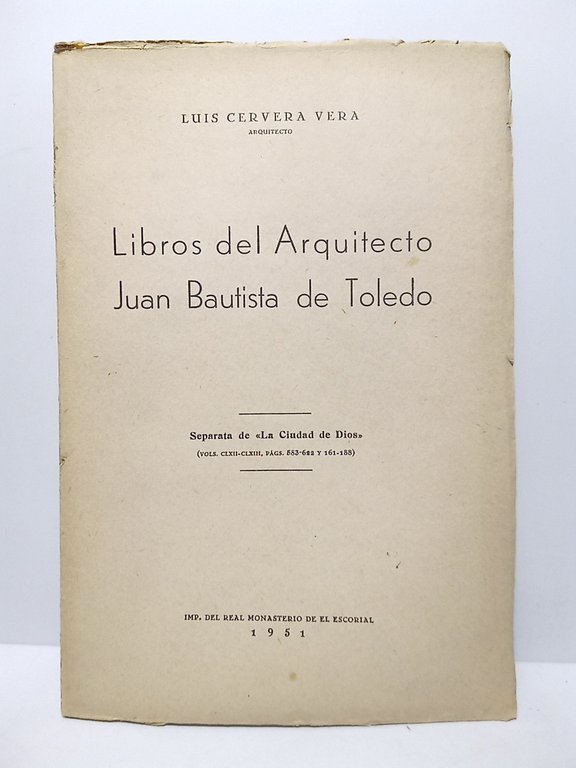 LUIS CERVERA VERA
ARQUITECTO
Libros del Arquitecto
Juan Bautista de Toledo
Separata de «La Ciudad de Dios»
(VOLS. CLXII-CLXIII, PÁGS. 583-622 Y 161-188)
IMP. DEL REAL MONASTERIO DE EL ESCORIAL
1951